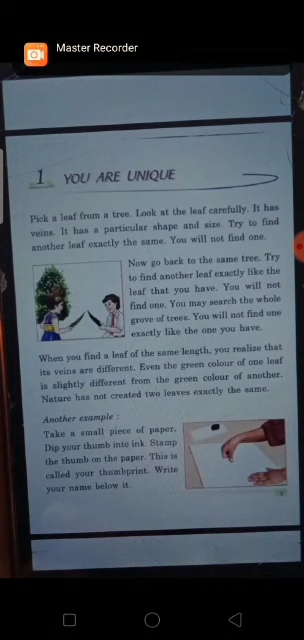 Master Recorder
1 YOU ARE UNIQUE
Pick a leaf from a tree. Look at the leaf carefully. It has
veins. It has a particular shape and size. Try to find
another leaf exactly the same. You will not find one.
Now go back to the same tree. Try
to find another leaf exactly like the
leaf that you have. You will not
find one. You may search the whole
grove of trees. You will not find one
exactly like the one you have.
When you find a leaf of the same length, you realize that
its veins are different. Even the green colour of one leaf
is slightly different from the green colour of another.
Nature has not created two leaves exactly the same.
Another example :
Take a small piece of paper.
Dip your thumb into ink. Stamp
the thumb on the paper. This is
called your thumbprint. Write
your name below it.